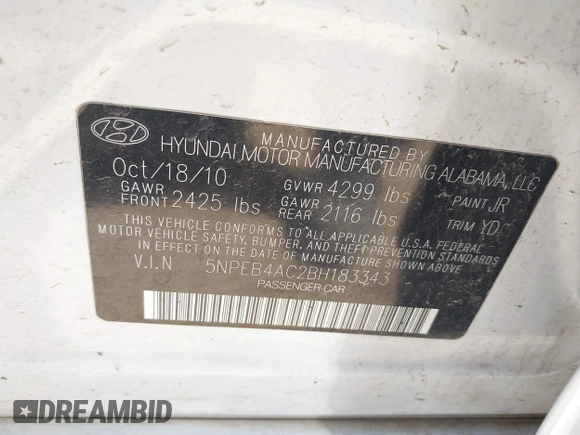 MANUFACTURED BY
HYUNDAI MOTOR MANUFACTURING ALABAMA, LLC
Oct/18/10 GVWR 4299 lbs PAINT JR
GAWR FRONT 2425 lbs GAWR REAR 2116 lbs TRIM YD
THIS VEHICLE CONFORMS TO ALL APPLICABLE U.S.A. FEDERAL
MOTOR VEHICLE SAFETY, BUMPER, AND THEFT PREVENTION STANDARDS
IN EFFECT ON THE DATE OF MANUFACTURE SHOWN ABOVE.
V.I.N 5NPEB4AC2BH183343
PASSENGER-CAR
DREAMBID